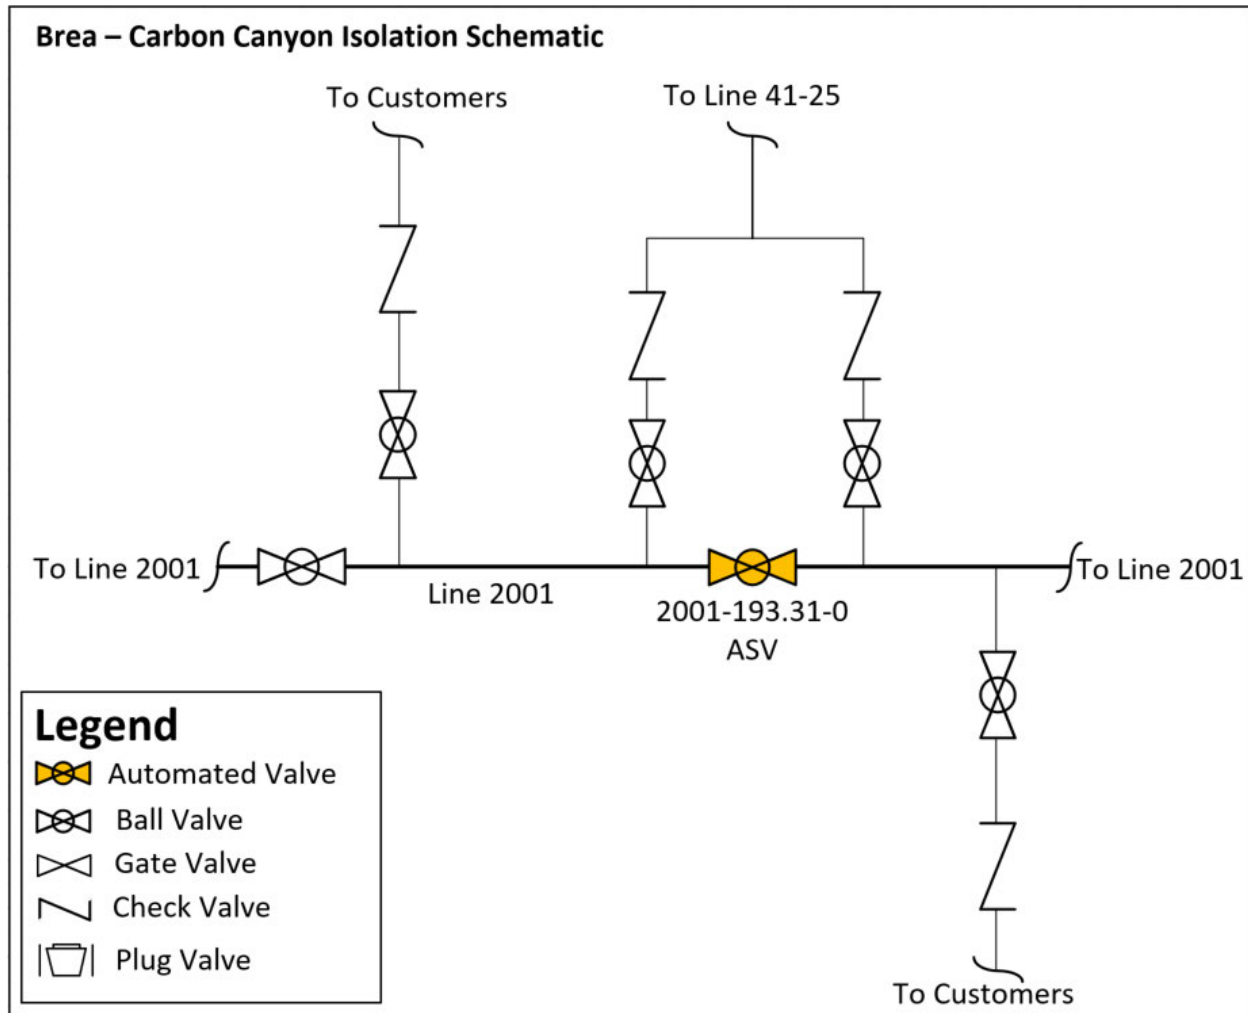 Brea – Carbon Canyon Isolation Schematic
To Customers
To Line 41-25
To Line 2001
Line 2001
2001-193.31-0
ASV
To Line 2001
Legend
Automated Valve
Ball Valve
Gate Valve
Check Valve
Plug Valve
To Customers